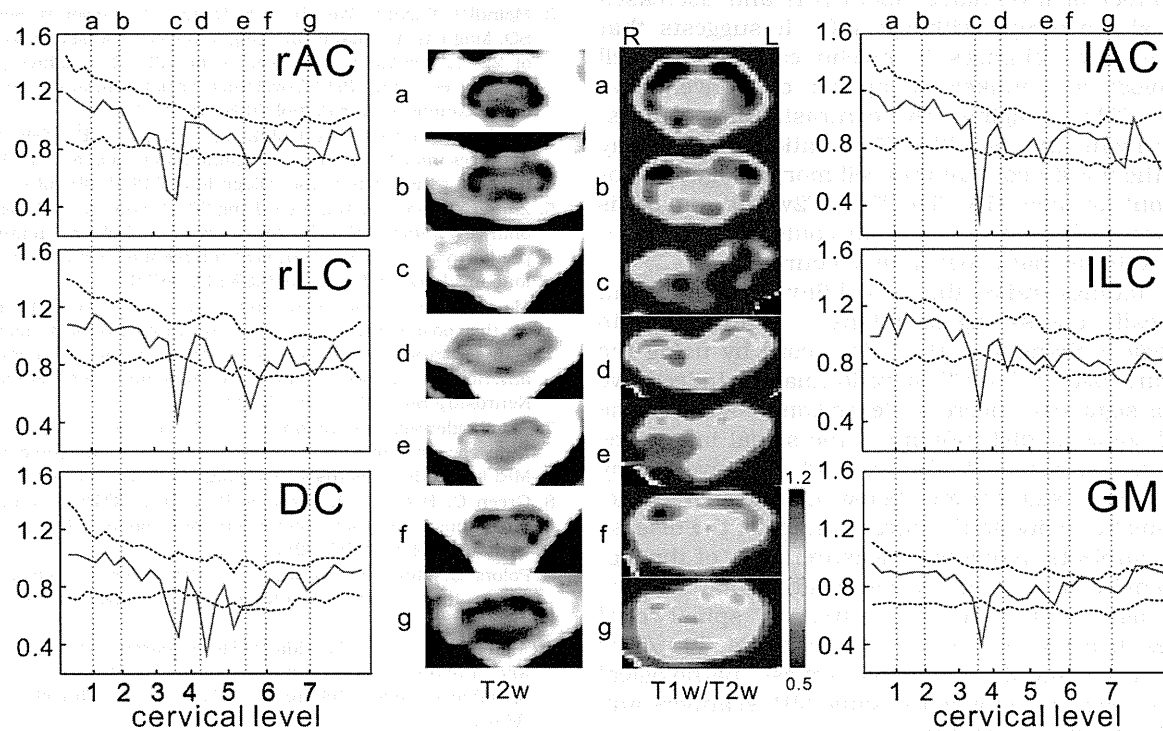 a b c d e f g
1.6
1.2
0.8
0.4
rAC
1.6
1.2
0.8
0.4
rLC
1.6
1.2
0.8
0.4
DC
1 2 3 4 5 6 7
cervical level
a
b
c
d
e
f
g
T2w
R L
a
b
c
d
e
f
g
T1w/T2w
1.2
0.5
a b c d e f g
1.6
1.2
0.8
0.4
lAC
1.6
1.2
0.8
0.4
lLC
1.6
1.2
0.8
0.4
GM
1 2 3 4 5 6 7
cervical level